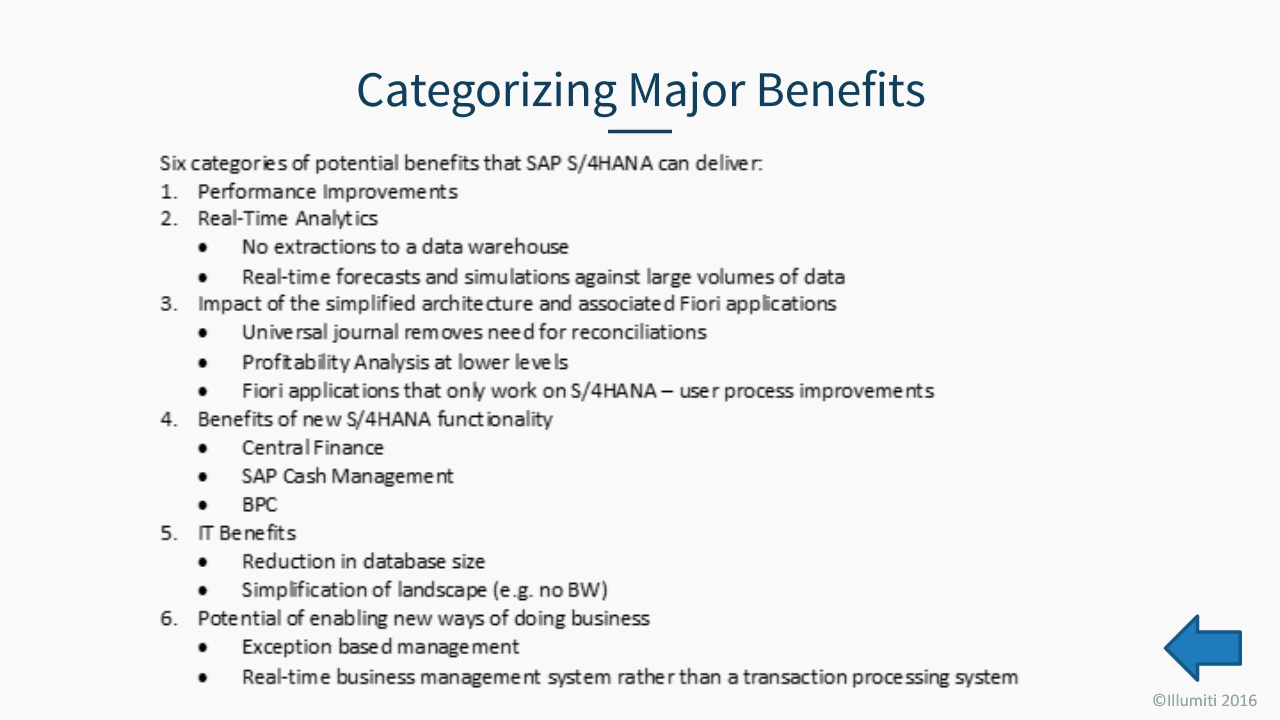 Categorizing Major Benefits
Six categories of potential benefits that SAP S/4HANA can deliver:
1. Performance Improvements
2. Real-Time Analytics
• No extractions to a data warehouse
• Real-time forecasts and simulations against large volumes of data
3. Impact of the simplified architecture and associated Fiori applications
• Universal journal removes need for reconciliations
• Profitability Analysis at lower levels
• Fiori applications that only work on S/4HANA – user process improvements
4. Benefits of new S/4HANA functionality
• Central Finance
• SAP Cash Management
• BPC
5. IT Benefits
• Reduction in database size
• Simplification of landscape (e.g. no BW)
6. Potential of enabling new ways of doing business
• Exception based management
• Real-time business management system rather than a transaction processing system
©Illumiti 2016